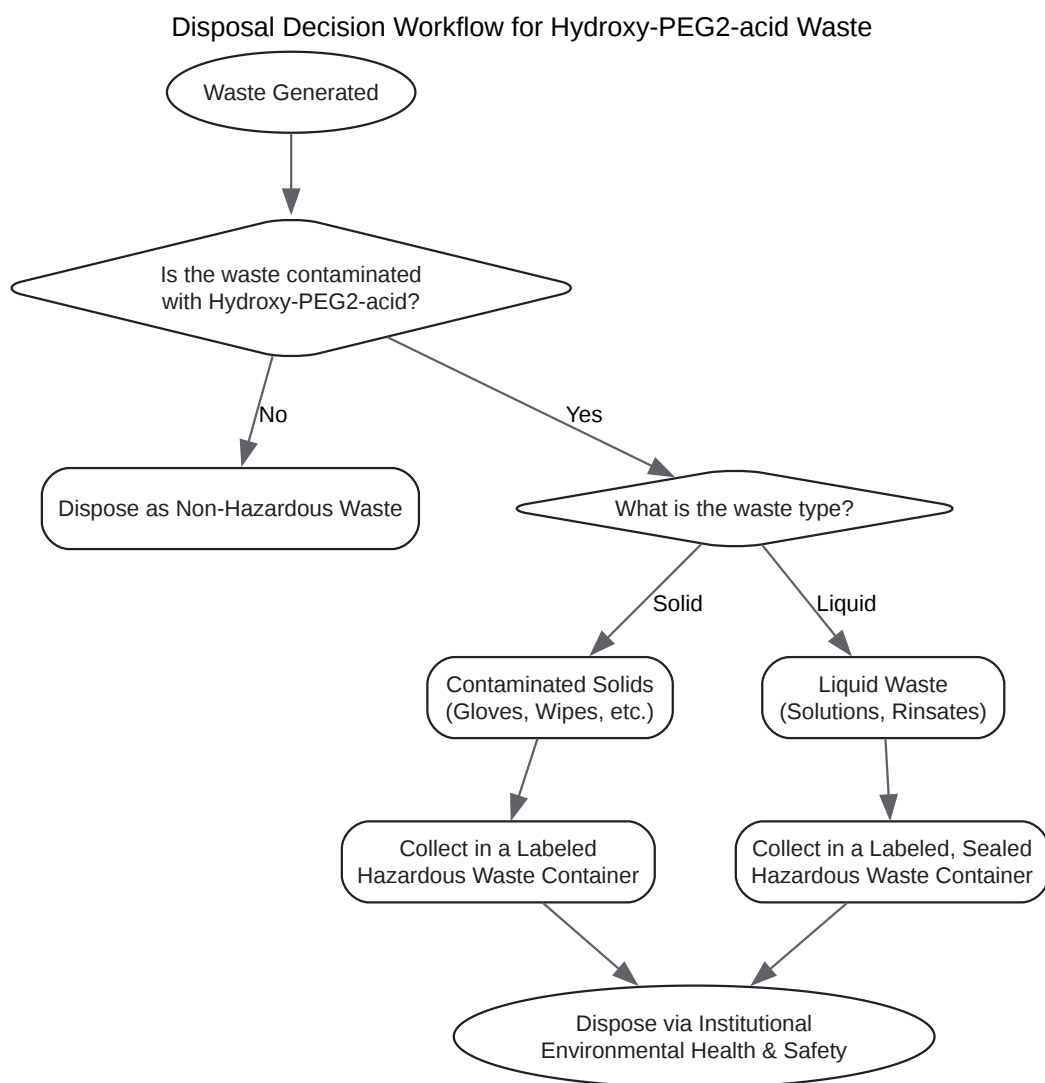 Disposal Decision Workflow for Hydroxy-PEG2-acid Waste
Waste Generated
Is the waste contaminated
with Hydroxy-PEG2-acid?
No
Yes
Dispose as Non-Hazardous Waste
What is the waste type?
Solid
Liquid
Contaminated Solids
(Gloves, Wipes, etc.)
Liquid Waste
(Solutions, Rinsates)
Collect in a Labeled
Hazardous Waste Container
Collect in a Labeled, Sealed
Hazardous Waste Container
Dispose via Institutional
Environmental Health & Safety